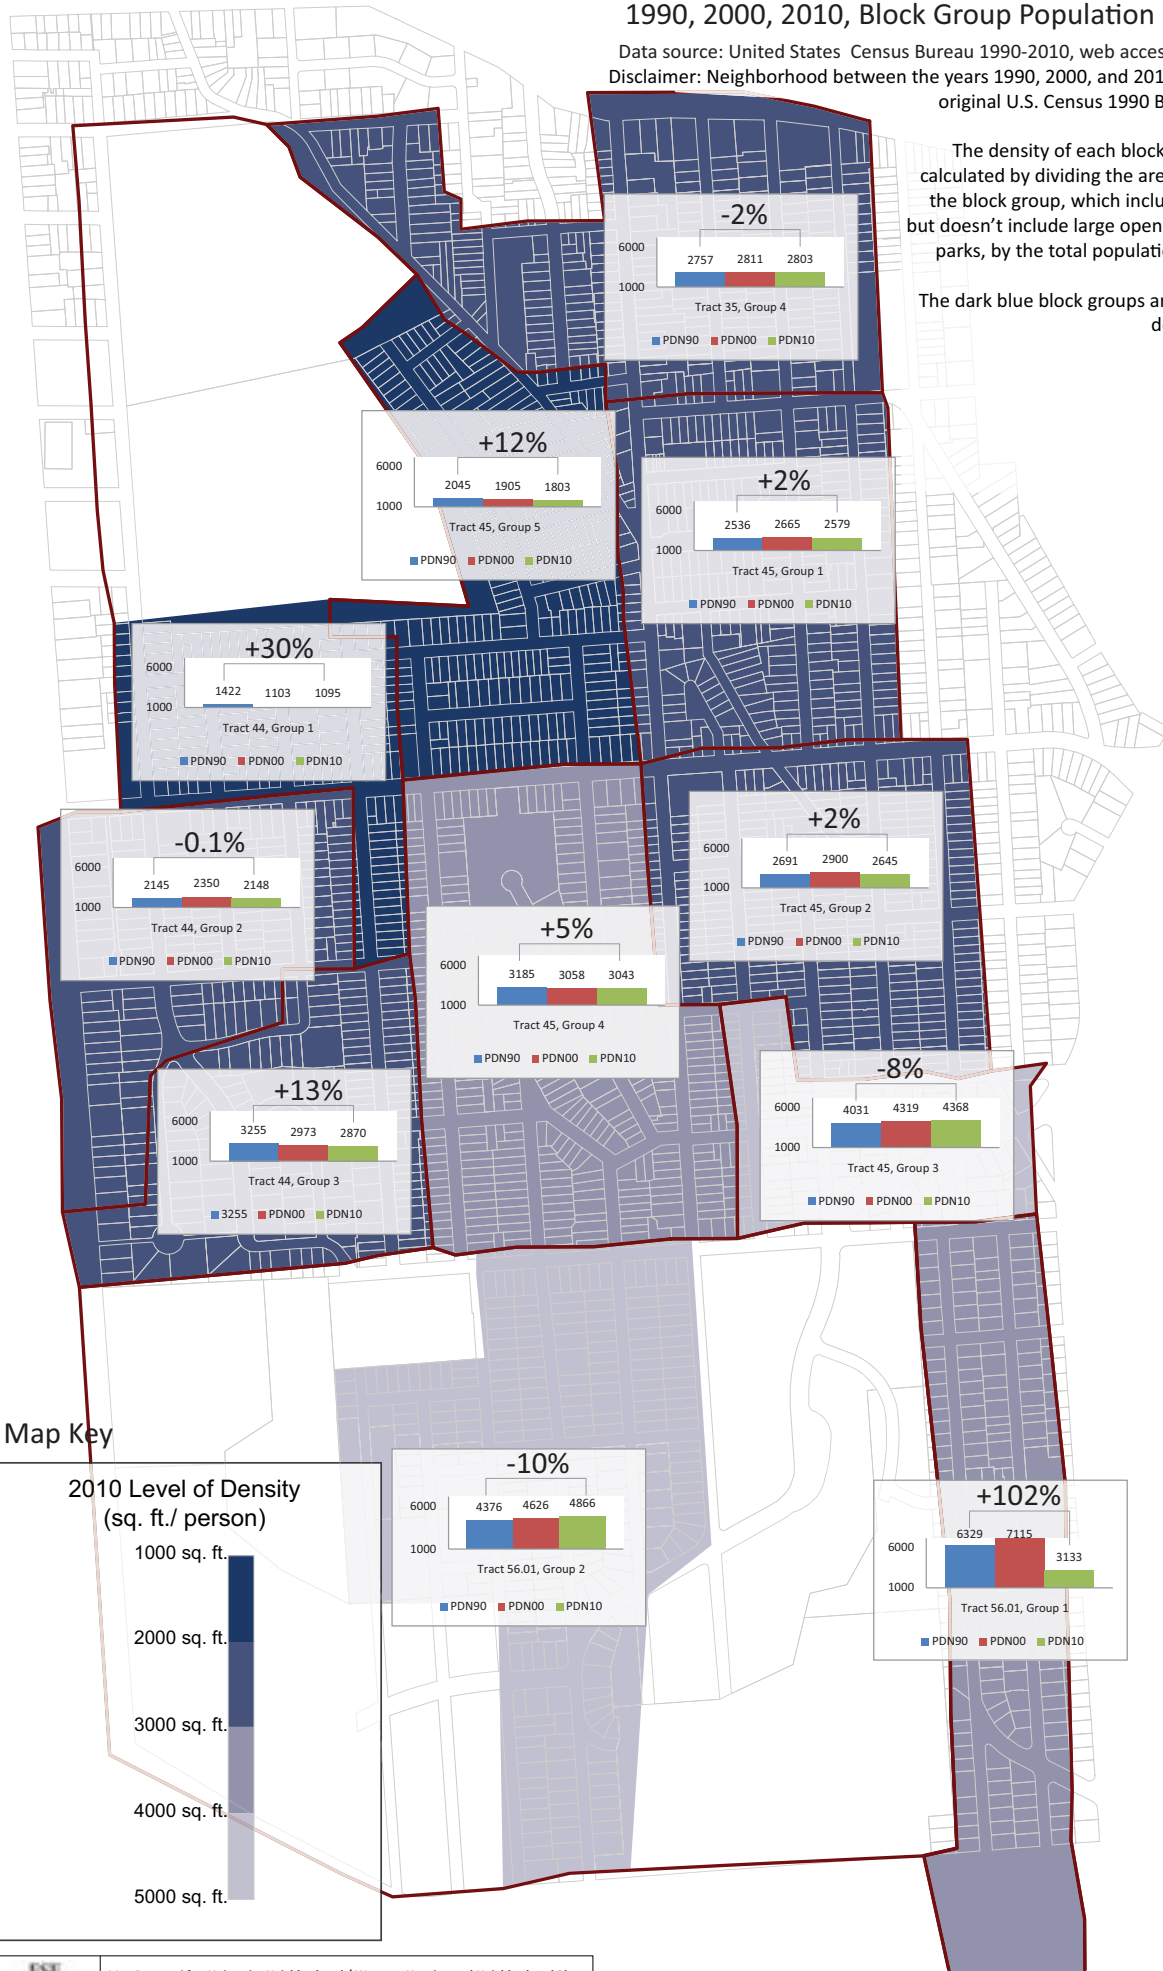 1990, 2000, 2010, Block Group Population
Data source: United States Census Bureau 1990-2010, web acces
Disclaimer: Neighborhood between the years 1990, 2000, and 201
original U.S. Census 1990 B
The density of each block
calculated by dividing the are
the block group, which inclu
but doesn't include large open
parks, by the total populati
The dark blue block groups ar
d
-2%
6000
2757 2811 2803
1000
Tract 35, Group 4
PDN90 PDN00 PDN10
+12%
6000
2045 1905 1803
1000
Tract 45, Group 5
PDN90 PDN00 PDN10
+2%
6000
2536 2665 2579
1000
Tract 45, Group 1
PDN90 PDN00 PDN10
+30%
6000
1422 1103 1095
1000
Tract 44, Group 1
PDN90 PDN00 PDN10
-0.1%
6000
2145 2350 2148
1000
Tract 44, Group 2
PDN90 PDN00 PDN10
+2%
6000
2691 2900 2645
1000
Tract 45, Group 2
PDN90 PDN00 PDN10
+5%
6000
3185 3058 3043
1000
Tract 45, Group 4
PDN90 PDN00 PDN10
-8%
6000
4031 4319 4368
1000
Tract 45, Group 3
PDN90 PDN00 PDN10
+13%
6000
3255 2973 2870
1000
Tract 44, Group 3
3255 PDN00 PDN10
-10%
6000
4376 4626 4866
1000
Tract 56.01, Group 2
PDN90 PDN00 PDN10
+102%
6329 7115
6000
3133
1000
Tract 56.01, Group 1
PDN90 PDN00 PDN10
Map Key
2010 Level of Density
(sq. ft./ person)
1000 sq. ft.
2000 sq. ft.
3000 sq. ft.
4000 sq. ft.
5000 sq. ft.